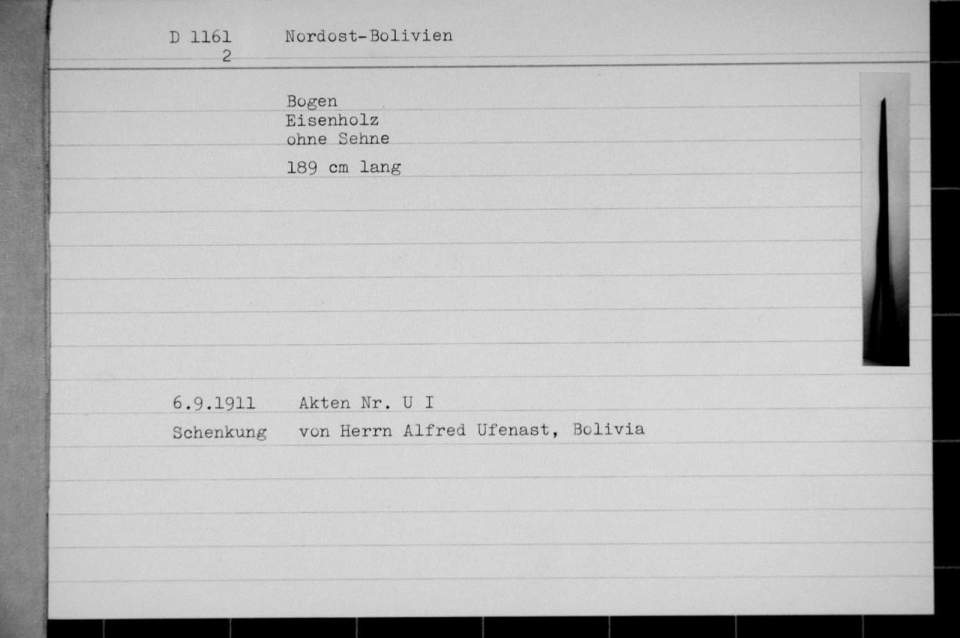 D 1161 Nordost-Bolivien
2
Bogen
Eisenholz
ohne Sehne
189 cm lang
6.9.1911 Akten Nr. U I
Schenkung von Herrn Alfred Ufenast, Bolivia